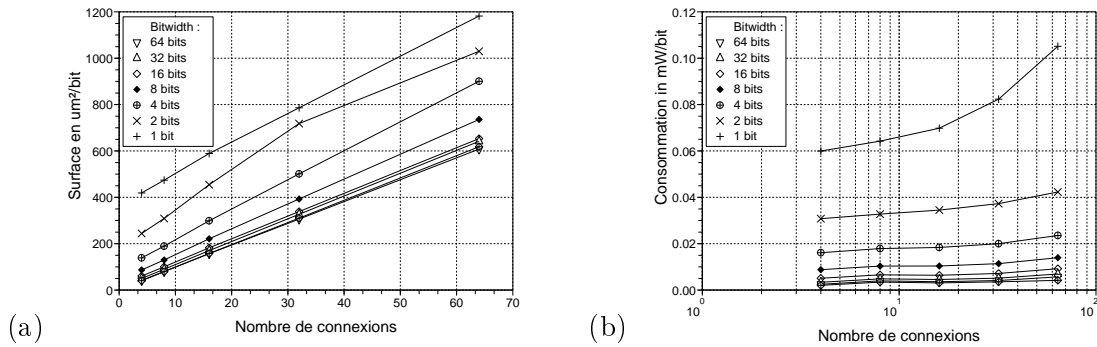 Surface en um²/bit
1200
1000
800
600
400
200
0
Bitwidth :
64 bits
32 bits
16 bits
8 bits
4 bits
2 bits
1 bit
0 10 20 30 40 50 60 70
Nombre de connexions
(a)
Consommation in mW/bit
0.12
0.10
0.08
0.06
0.04
0.02
0.00
Bitwidth :
64 bits
32 bits
16 bits
8 bits
4 bits
2 bits
1 bit
10⁰ 10¹ 10²
Nombre de connexions
(b)